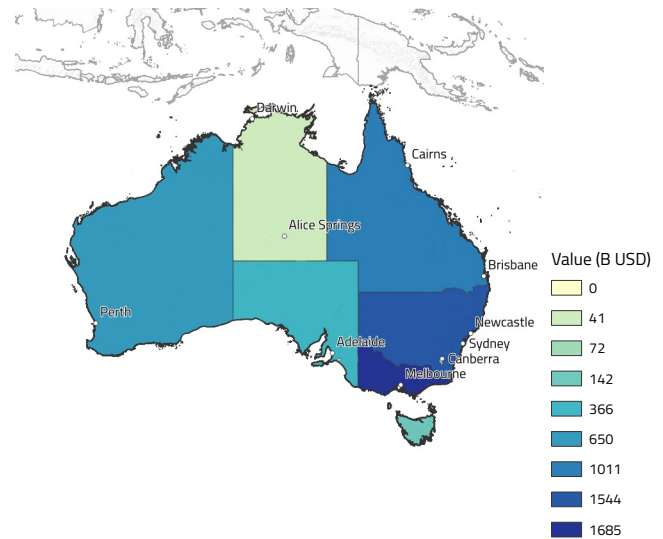 Darwin
Cairns
Alice Springs
Brisbane
Perth
Newcastle
Adelaide
Sydney
Canberra
Melbourne
Value (B USD)
0
41
72
142
366
650
1011
1544
1685